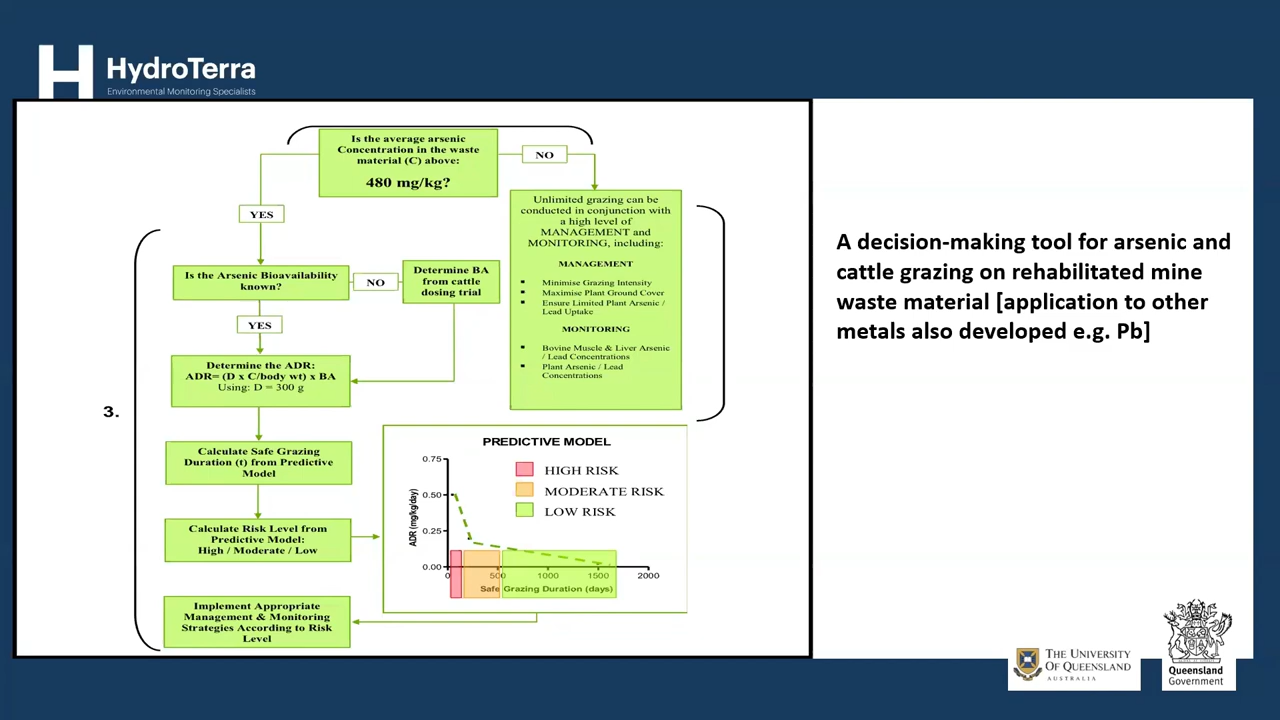 HydroTerra
Environmental Monitoring Specialists
Is the average arsenic
Concentration in the waste
material (C) above:
480 mg/kg?
NO
YES
Unlimited grazing can be
conducted in conjunction with
a high level of
MANAGEMENT and
MONITORING, including:
MANAGEMENT
▪ Minimise Grazing Intensity
▪ Maximise Plant Ground Cover
▪ Ensure Limited Plant Arsenic /
Lead Uptake
MONITORING
▪ Bovine Muscle & Liver Arsenic
/ Lead Concentrations
▪ Plant Arsenic / Lead
Concentrations
Is the Arsenic Bioavailability
known?
NO
Determine BA
from cattle
dosing trial
YES
Determine the ADR:
ADR= (D x C/body wt) x BA
Using: D = 300 g
3.
Calculate Safe Grazing
Duration (t) from Predictive
Model
Calculate Risk Level from
Predictive Model:
High / Moderate / Low
Implement Appropriate
Management & Monitoring
Strategies According to Risk
Level
PREDICTIVE MODEL
HIGH RISK
MODERATE RISK
LOW RISK
ADR (mg/kg/day)
0.75
0.50
0.25
0.00
0 500 1000 1500 2000
Safe Grazing Duration (days)
A decision-making tool for arsenic and
cattle grazing on rehabilitated mine
waste material [application to other
metals also developed e.g. Pb]
THE UNIVERSITY
OF QUEENSLAND
AUSTRALIA
Queensland
Government